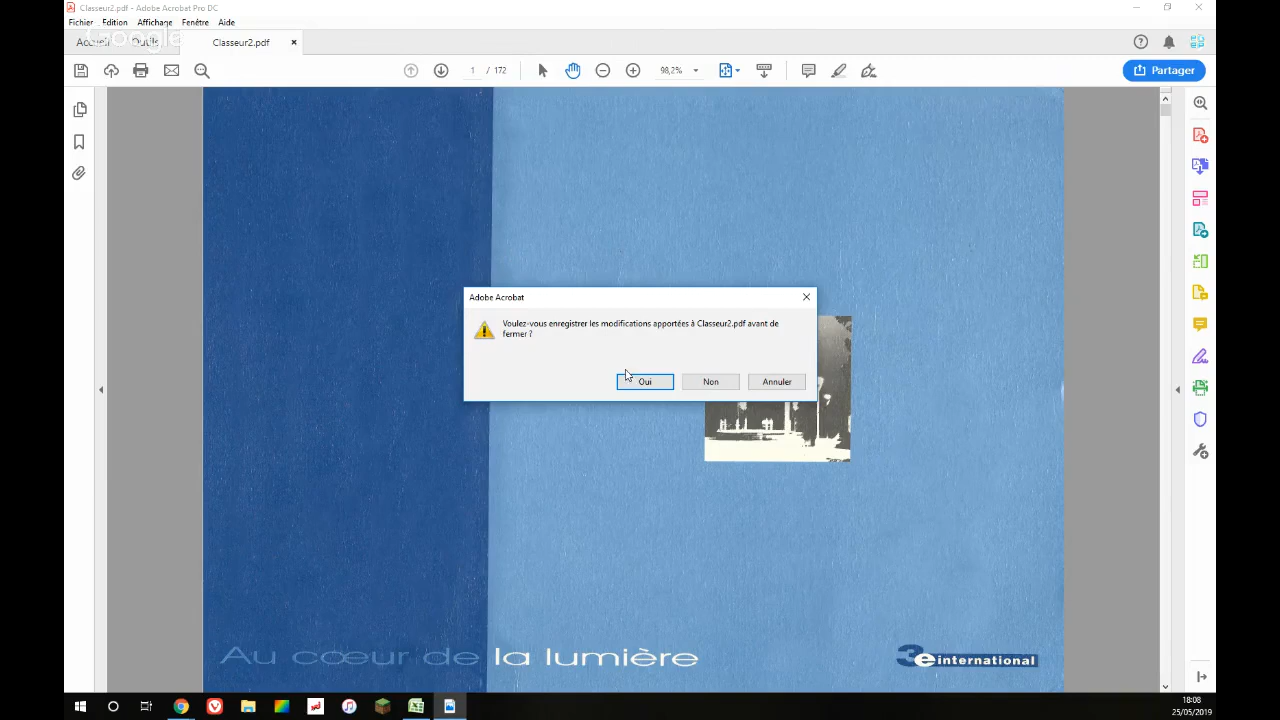 Classeur2.pdf - Adobe Acrobat Pro DC
Fichier Edition Affichage Fenêtre Aide
Google
Accueil Outils Classeur2.pdf ×
1 / 172 98,2% Partager
Adobe Acrobat
Voulez-vous enregistrer les modifications apportées à Classeur2.pdf avant de
fermer ?
Oui Non Annuler
Au cœur de la lumière
3e international
18:08
25/05/2019